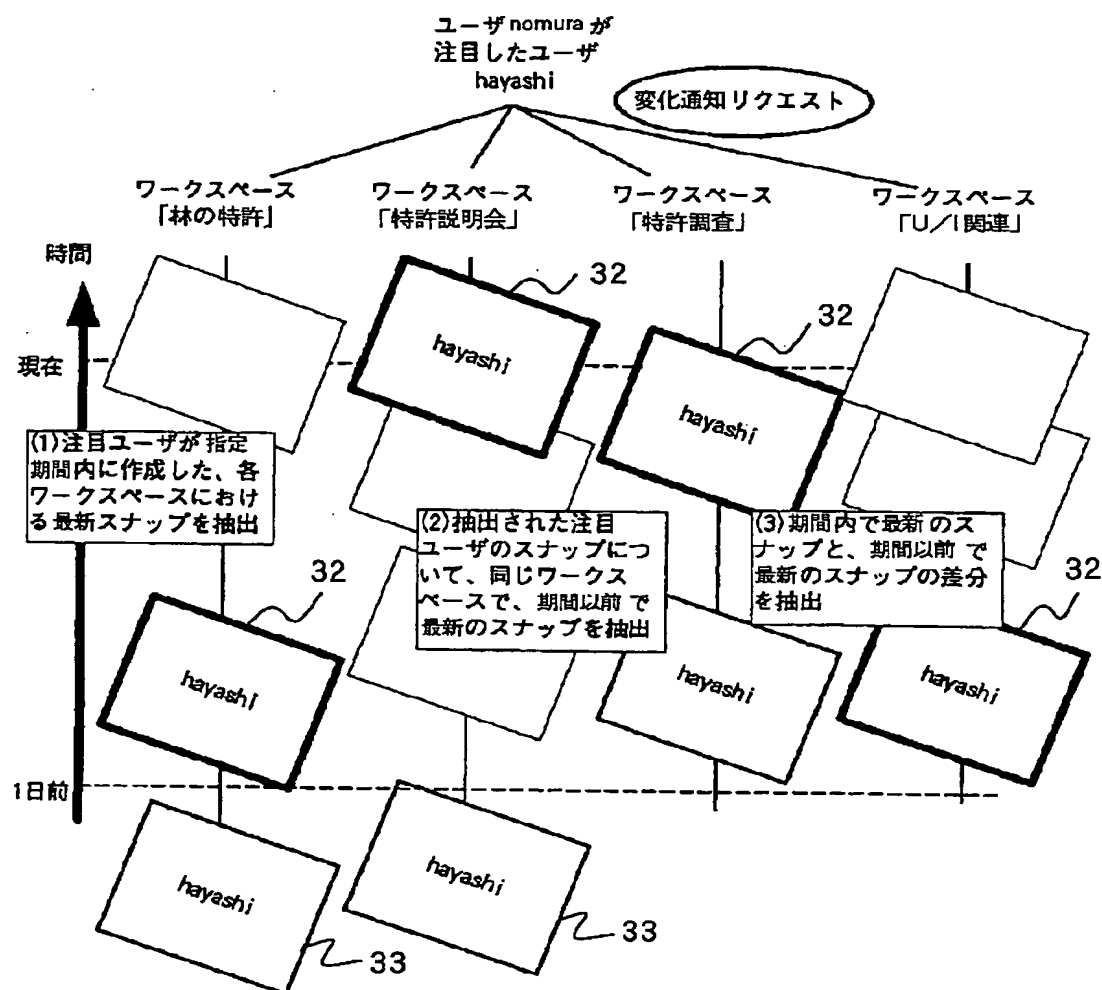 ユーザnomuraが
注目したユーザ
hayashi
変化通知リクエスト
ワークスペース
「林の特許」
ワークスペース
「特許説明会」
ワークスペース
「特許調査」
ワークスペース
「U/I関連」
時間
32
hayashi
32
hayashi
現在
(1)注目ユーザが指定
期間内に作成した、各
ワークスペースにおけ
る最新スナップを抽出
(2)抽出された注目
ユーザのスナップにつ
いて、同じワークス
ペースで、期間以前で
最新のスナップを抽出
(3)期間内で最新のス
ナップと、期間以前で
最新のスナップの差分
を抽出
32
hayashi
hayashi
32
hayashi
1日前
hayashi
33
hayashi
33